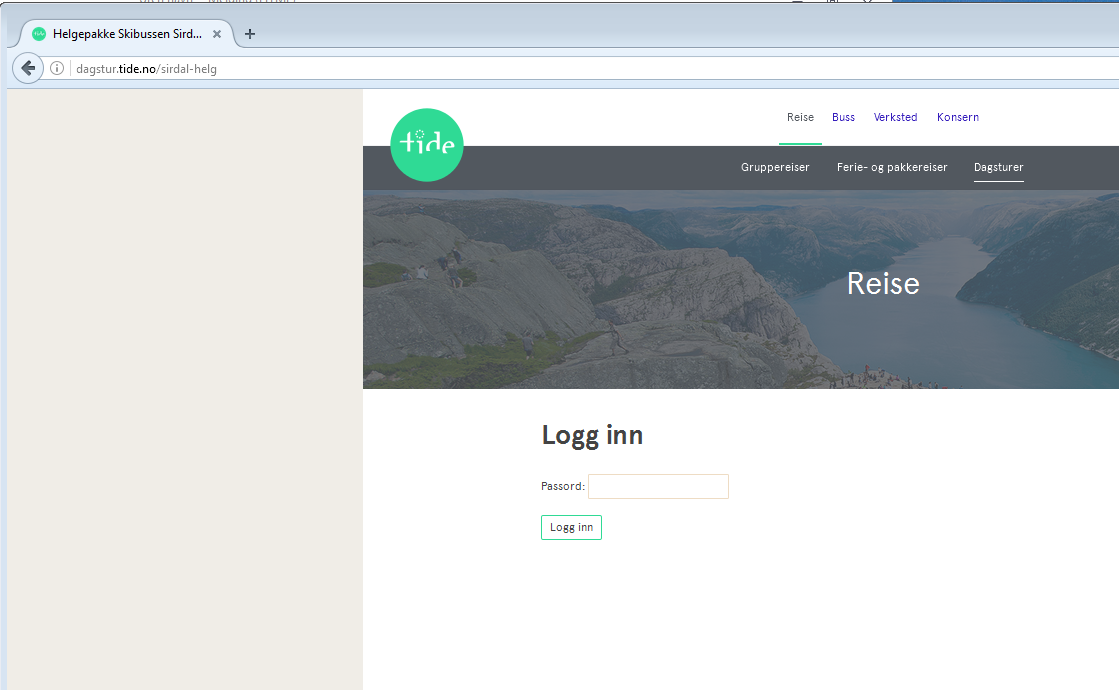 Helgepakke Skibussen Sird...
dagstur.tide.no/sirdal-helg
tide
Reise Buss Verksted Konsern
Gruppereiser Ferie- og pakkereiser Dagsturer
Reise
Logg inn
Passord:
Logg inn